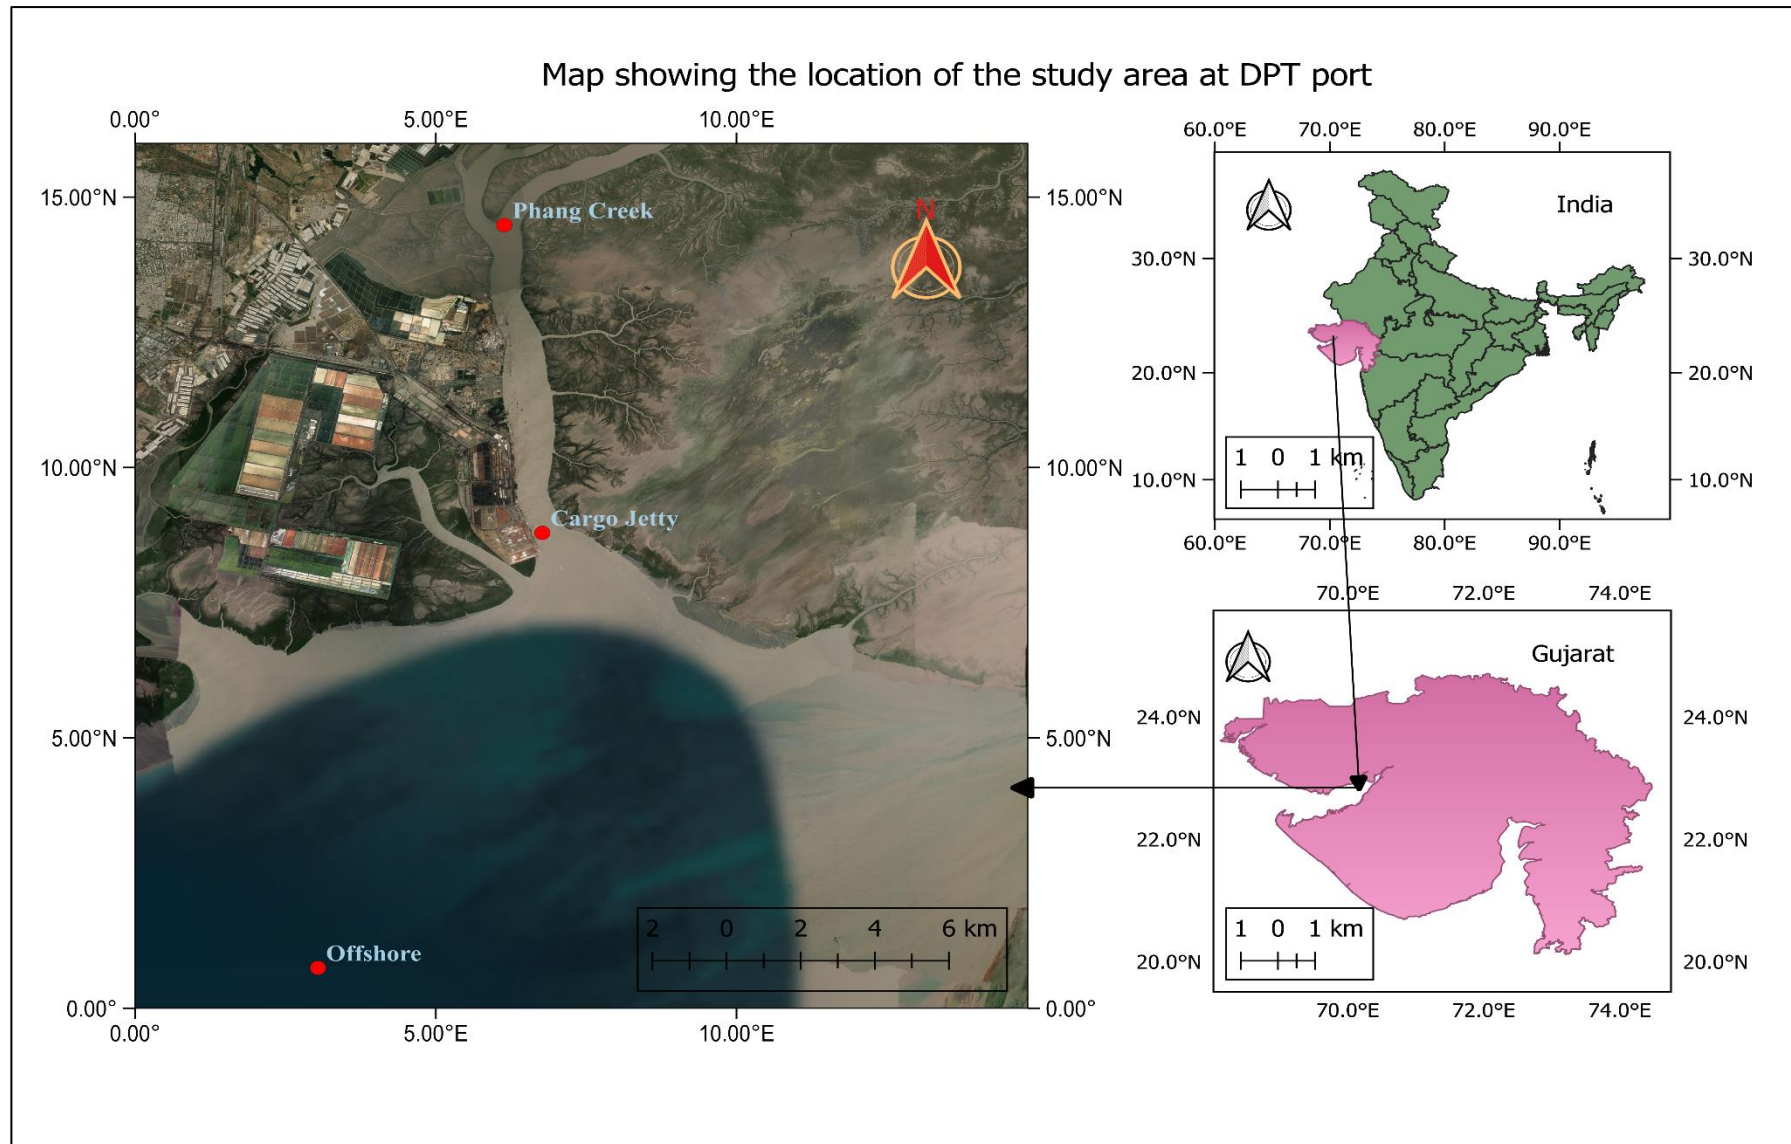 Map showing the location of the study area at DPT port
0.00° 5.00°E 10.00°E
15.00°N 15.00°N
10.00°N 10.00°N
5.00°N 5.00°N
0.00° 0.00°
0.00° 5.00°E 10.00°E
Phang Creek
N
Cargo Jetty
Offshore
2 0 2 4 6 km
60.0°E 70.0°E 80.0°E 90.0°E
India
30.0°N 30.0°N
20.0°N 20.0°N
10.0°N 10.0°N
1 0 1 km
60.0°E 70.0°E 80.0°E 90.0°E
70.0°E 72.0°E 74.0°E
Gujarat
24.0°N 24.0°N
22.0°N 22.0°N
20.0°N 20.0°N
1 0 1 km
70.0°E 72.0°E 74.0°E